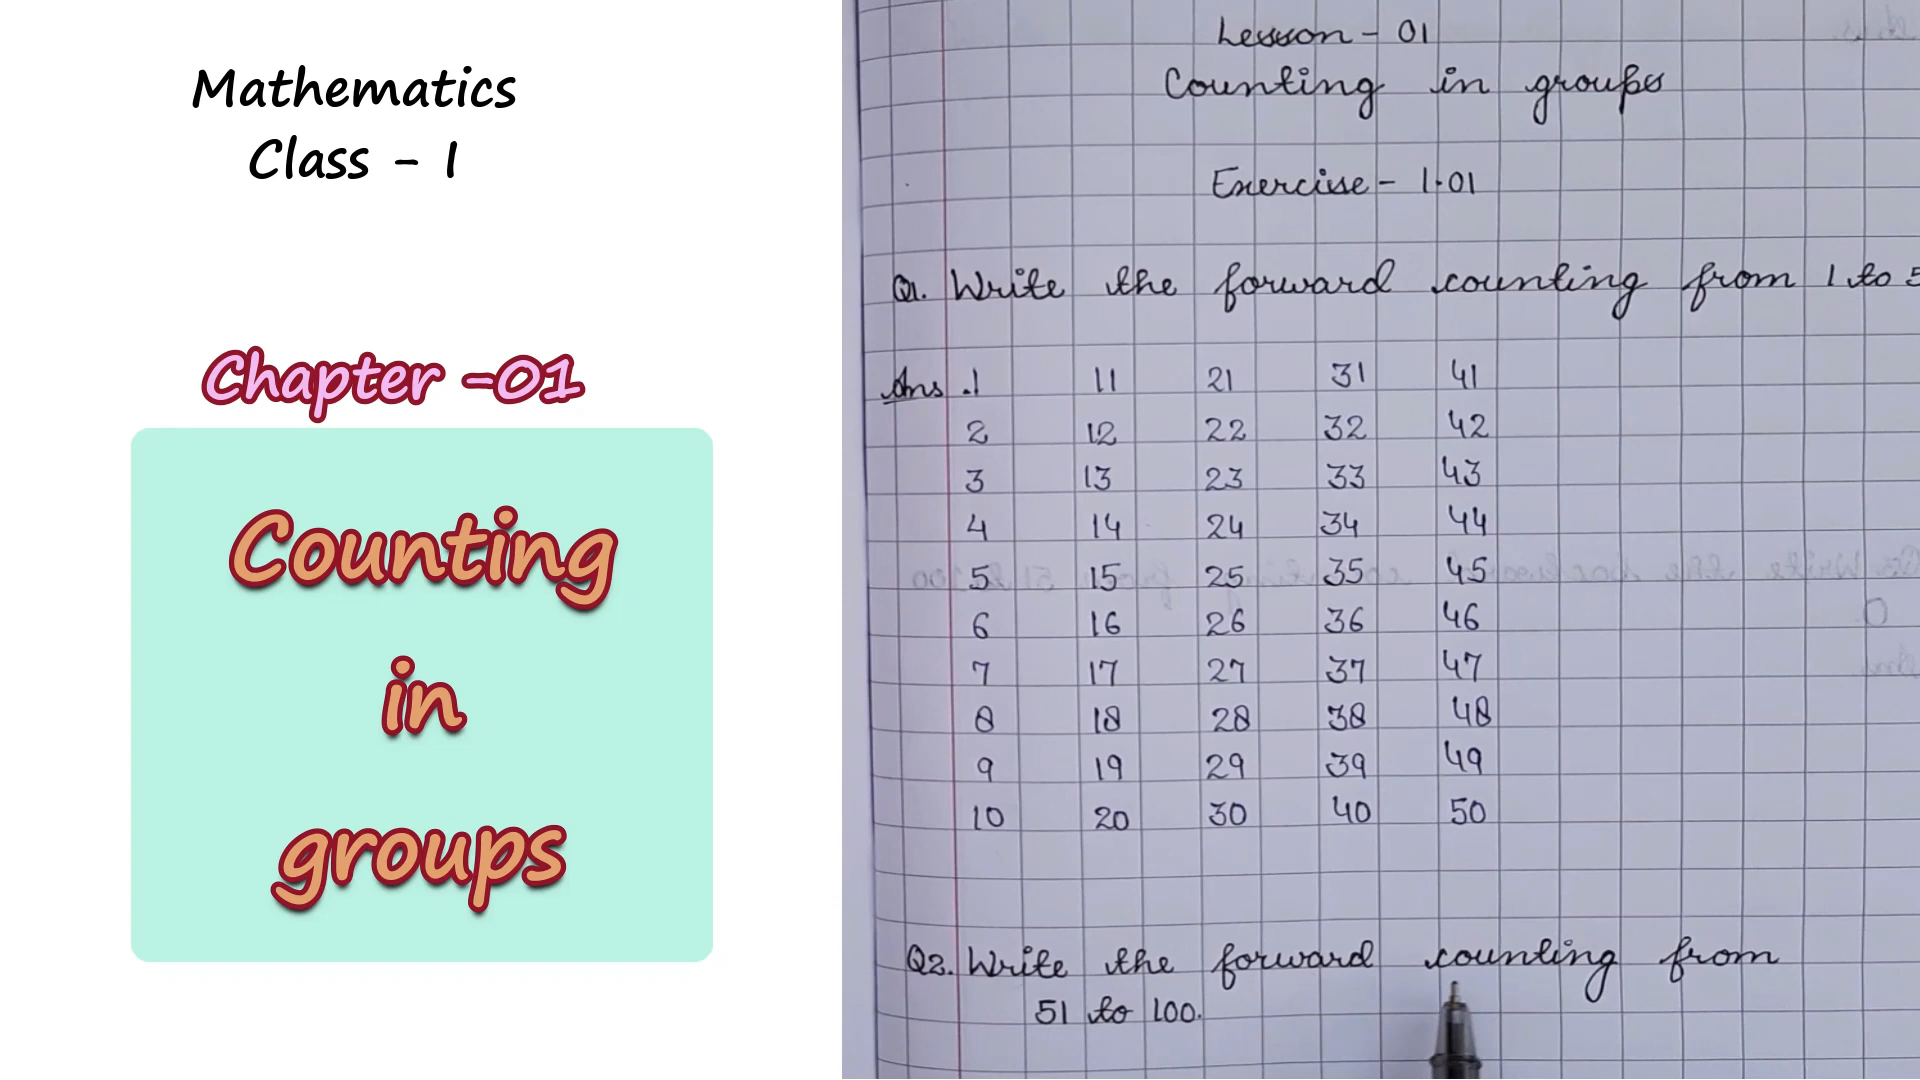 Mathematics
Class - 1
Chapter -01
Counting
in
groups
Lesson - 01
Counting in groups
Exercise - 1.01
Q1. Write the forward counting from 1 to 5
Ans. 1 11 21 31 41
2 12 22 32 42
3 13 23 33 43
4 14 24 34 44
5 15 25 35 45
6 16 26 36 46
7 17 27 37 47
8 18 28 38 48
9 19 29 39 49
10 20 30 40 50
Q2. Write the forward counting from
51 to 100.